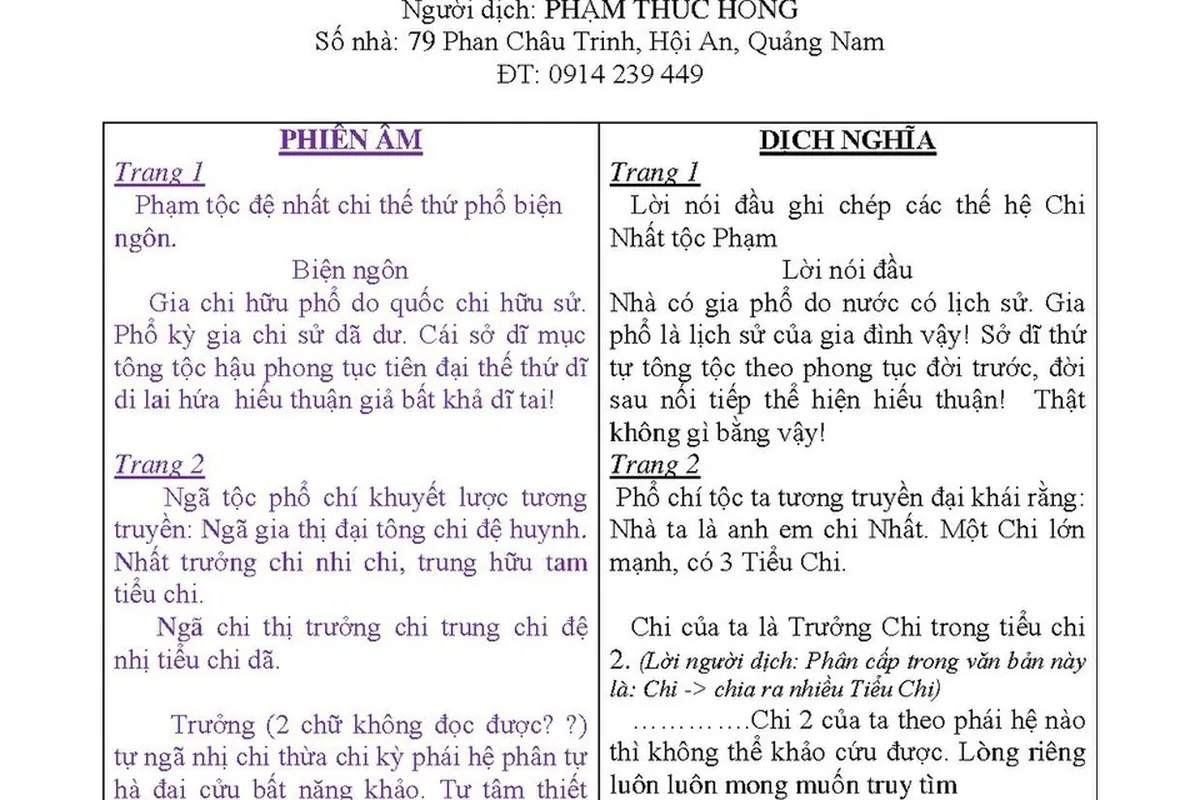 Người dịch: PHẠM THÚC HỒNG
Số nhà: 79 Phan Châu Trinh, Hội An, Quảng Nam
ĐT: 0914 239 449
PHIÊN ÂM
Trang 1
Phạm tộc đệ nhất chi thế thứ phổ biện
ngôn.
Biện ngôn
Gia chi hữu phổ do quốc chi hữu sử.
Phổ kỳ gia chi sử dã dư. Cái sở dĩ mục
tông tộc hậu phong tục tiên đại thế thứ dĩ
di lai hứa hiếu thuận giả bất khả dĩ tai!
Trang 2
Ngã tộc phổ chí khuyết lược tương
truyền: Ngã gia thị đại tông chi đệ huynh.
Nhất trưởng chi nhi chi, trung hữu tam
tiểu chi.
Ngã chi thị trưởng chi trung chi đệ
nhị tiểu chi dã.
Trưởng (2 chữ không đọc được? ?)
tự ngã nhị chi thừa chi kỳ phái hệ phân tự
hà đại cửu bất năng khảo. Tư tâm thiết
DỊCH NGHĨA
Trang 1
Lời nói đầu ghi chép các thế hệ Chi
Nhất tộc Phạm
Lời nói đầu
Nhà có gia phổ do nước có lịch sử. Gia
phổ là lịch sử của gia đình vậy! Sở dĩ thứ
tự tông tộc theo phong tục đời trước, đời
sau nối tiếp thể hiện hiếu thuận! Thật
không gì bằng vậy!
Trang 2
Phổ chí tộc ta tương truyền đại khái rằng:
Nhà ta là anh em chi Nhất. Một Chi lớn
mạnh, có 3 Tiểu Chi.
Chi của ta là Trưởng Chi trong tiểu chi
2. (Lời người dịch: Phân cấp trong văn bản này
là: Chi -> chia ra nhiều Tiểu Chi)
………….Chi 2 của ta theo phái hệ nào
thì không thể khảo cứu được. Lòng riêng
luôn luôn mong muốn truy tìm